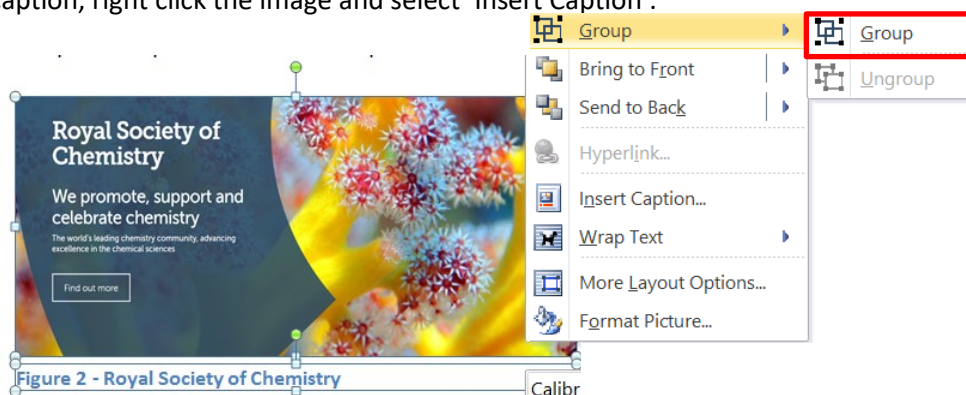 caption, right click the image and select 'Insert Caption'.
Royal Society of
Chemistry
We promote, support and
celebrate chemistry
The world's leading chemistry community, advancing
excellence in the chemical sciences
Find out more
Figure 2 - Royal Society of Chemistry
Group
Bring to Front
Send to Back
Hyperlink...
Insert Caption...
Wrap Text
More Layout Options...
Format Picture...
Group
Ungroup
Calibr